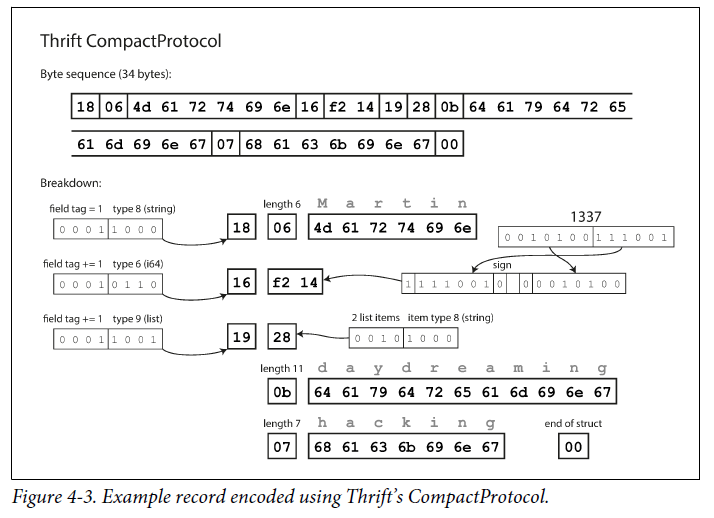 Thrift CompactProtocol
Byte sequence (34 bytes):
18 06 4d 61 72 74 69 6e 16 f2 14 19 28 0b 64 61 79 64 72 65
61 6d 69 6e 67 07 68 61 63 6b 69 6e 67 00
Breakdown:
length 6 M a r t i n
field tag = 1 type 8 (string)
0 0 0 1 1 0 0 0
18 06 4d 61 72 74 69 6e
1337
0 0 1 0 1 0 0 1 1 1 0 0 1
field tag += 1 type 6 (i64)
sign
0 0 0 1 0 1 1 0
16 f2 14
1 1 1 1 0 0 1 0 0 0 0 1 0 1 0 0
field tag += 1 type 9 (list)
2 list items item type 8 (string)
0 0 0 1 1 0 0 1
19 28
0 0 1 0 1 0 0 0
length 11 d a y d r e a m i n g
0b 64 61 79 64 72 65 61 6d 69 6e 67
length 7 h a c k i n g
end of struct
07 68 61 63 6b 69 6e 67
00
Figure 4-3. Example record encoded using Thrift's CompactProtocol.